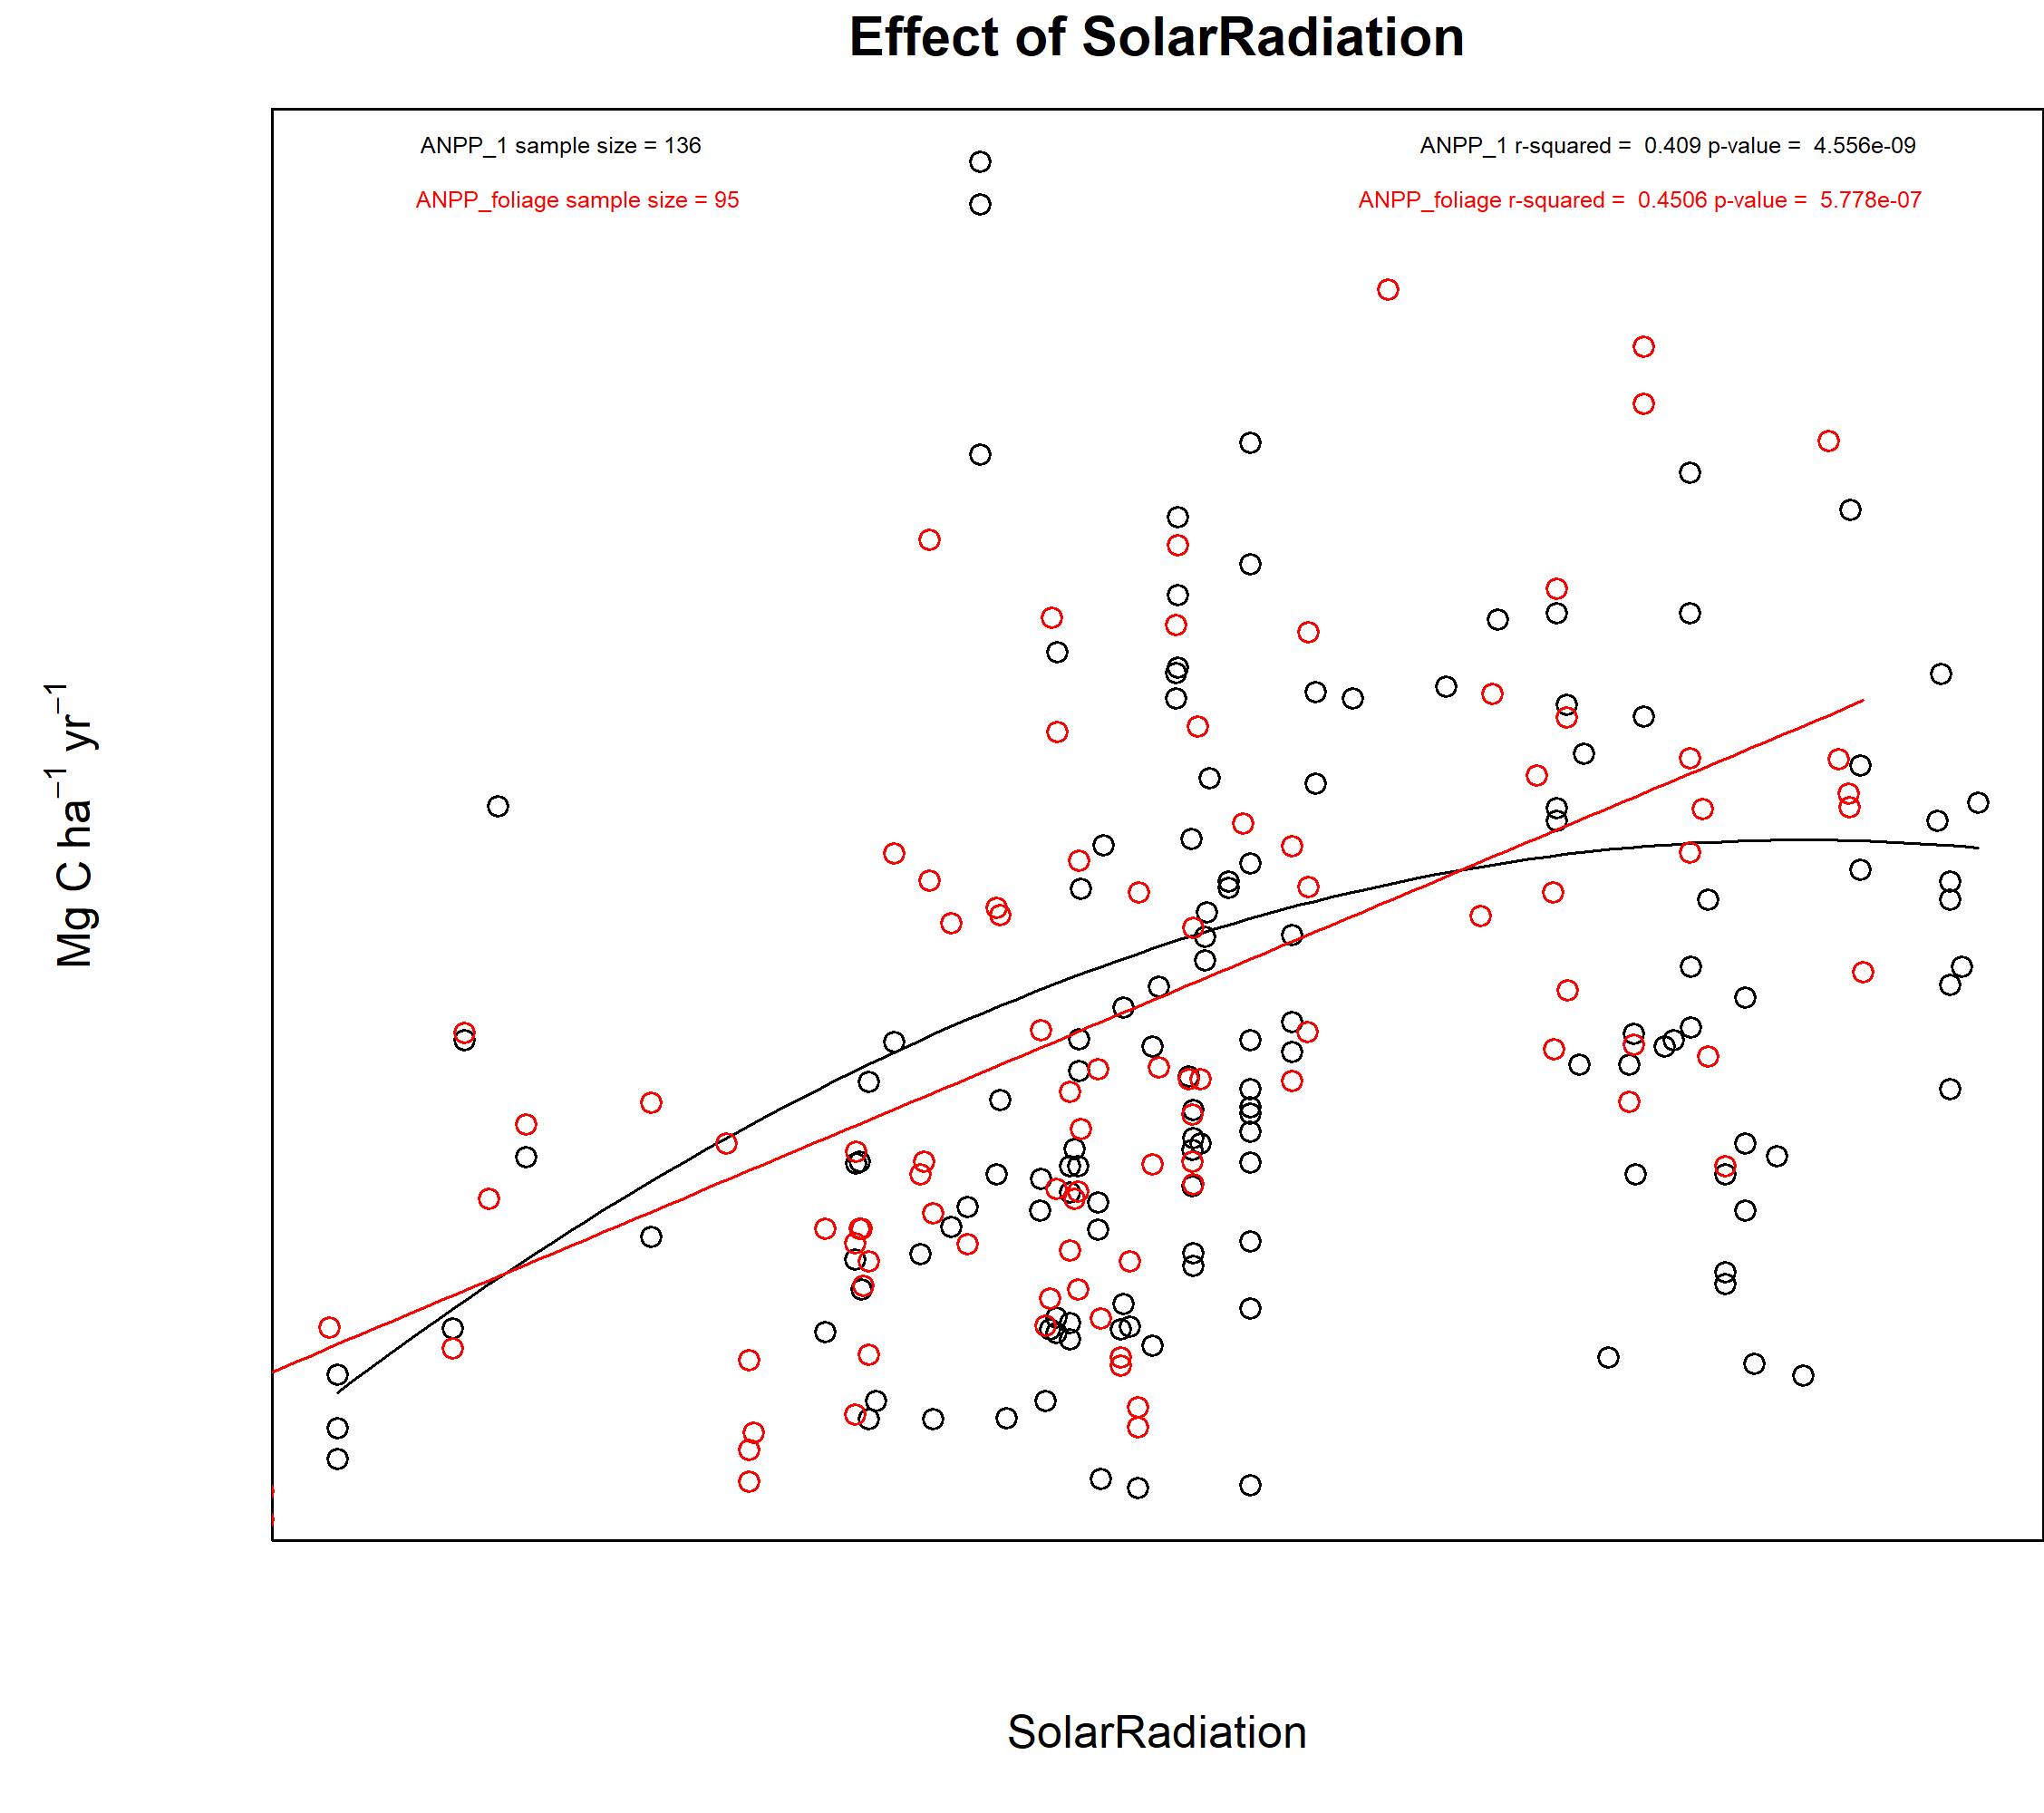 Effect of SolarRadiation
ANPP_1 sample size = 136
ANPP_1 r-squared =  0.409 p-value =  4.556e-09
ANPP_foliage sample size = 95
ANPP_foliage r-squared =  0.4506 p-value =  5.778e-07
Mg C ha⁻¹ yr⁻¹
SolarRadiation